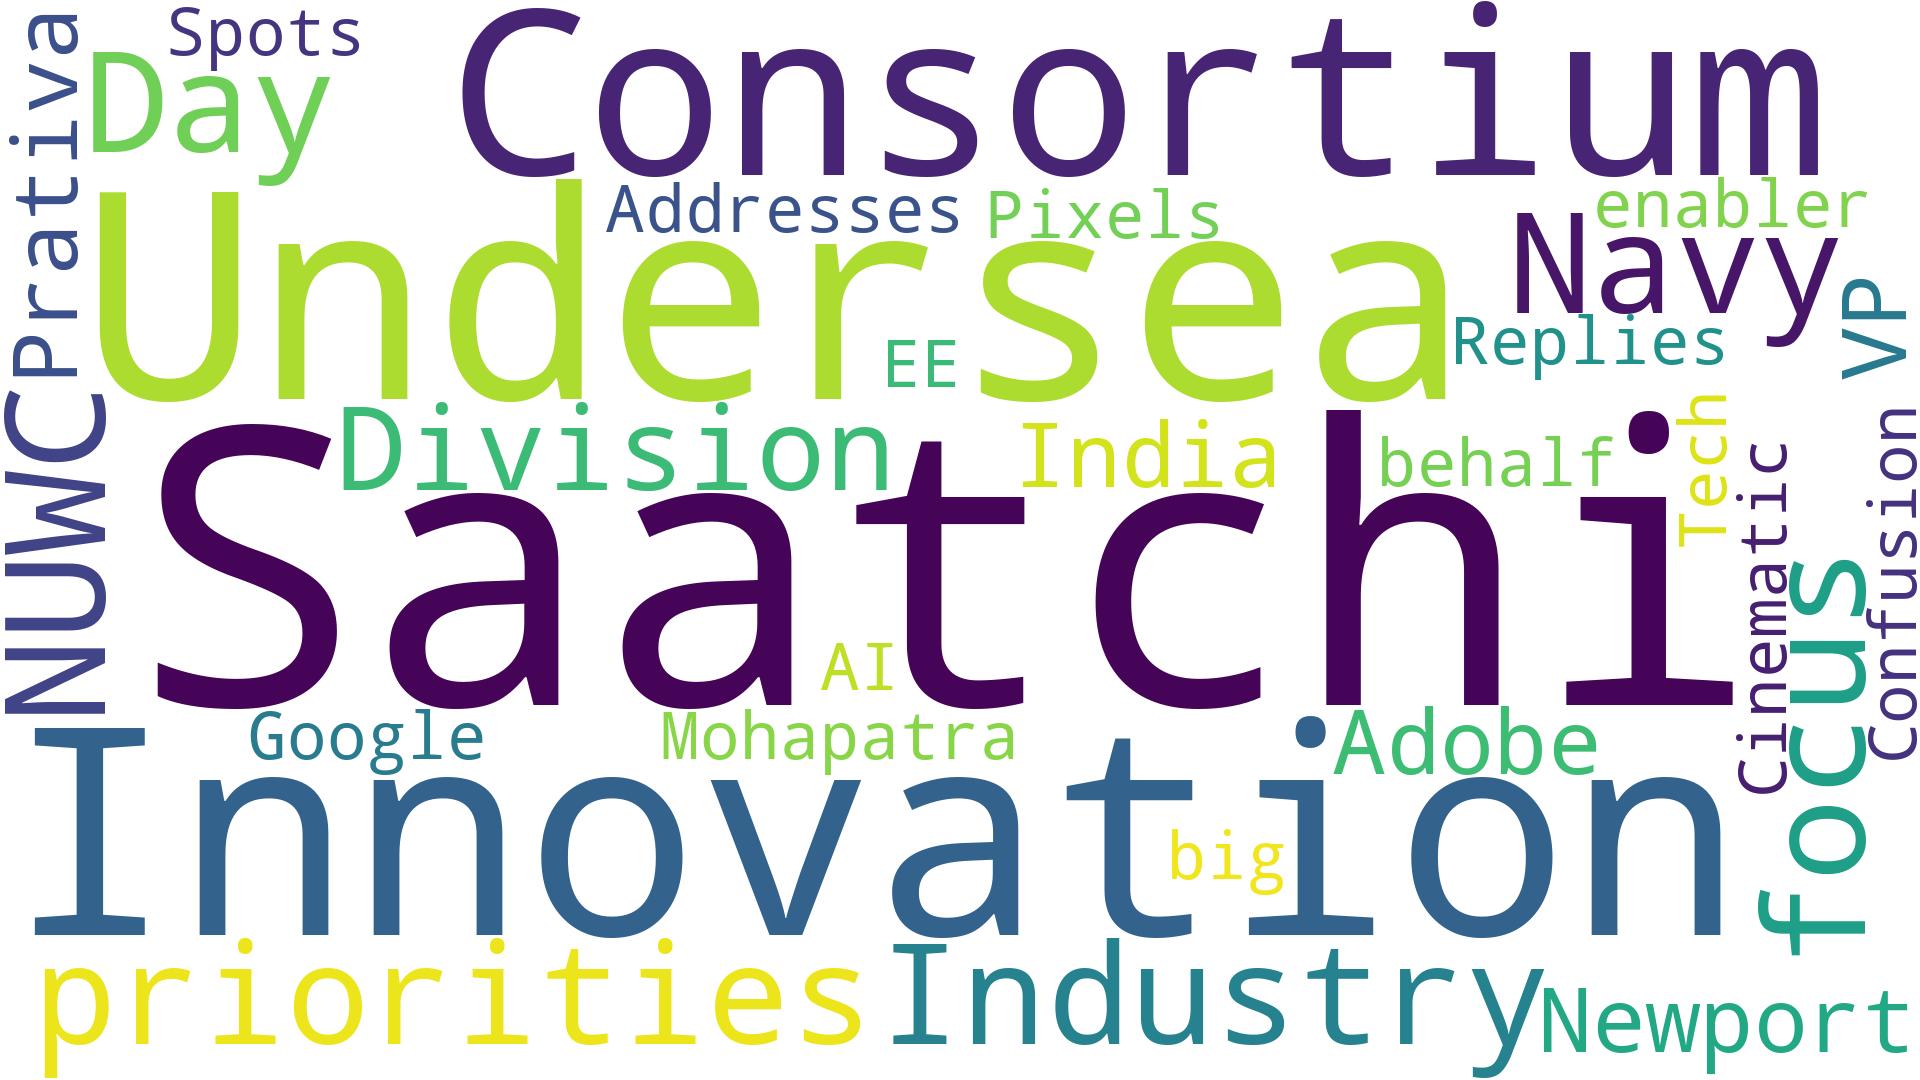 Spots
Consortium
Day
Prativa
Undersea
Addresses
Pixels
enabler
Navy
Replies
VP
EE
NUWC
Division
India
behalf
Tech
Saatchi
Cinematic
Confusion
focus
AI
Google
Mohapatra
Adobe
Innovation
big
priorities
Industry
Newport